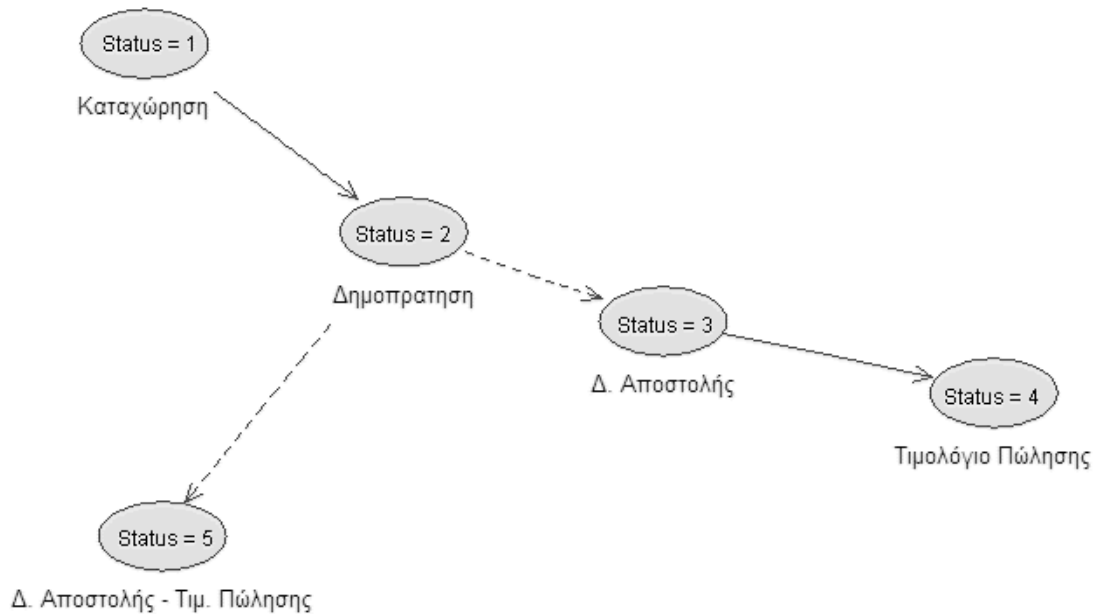 Status = 1
Καταχώρηση
Status = 2
Δημοπρατηση
Status = 3
Δ. Αποστολής
Status = 4
Τιμολόγιο Πώλησης
Status = 5
Δ. Αποστολής - Τιμ. Πώλησης